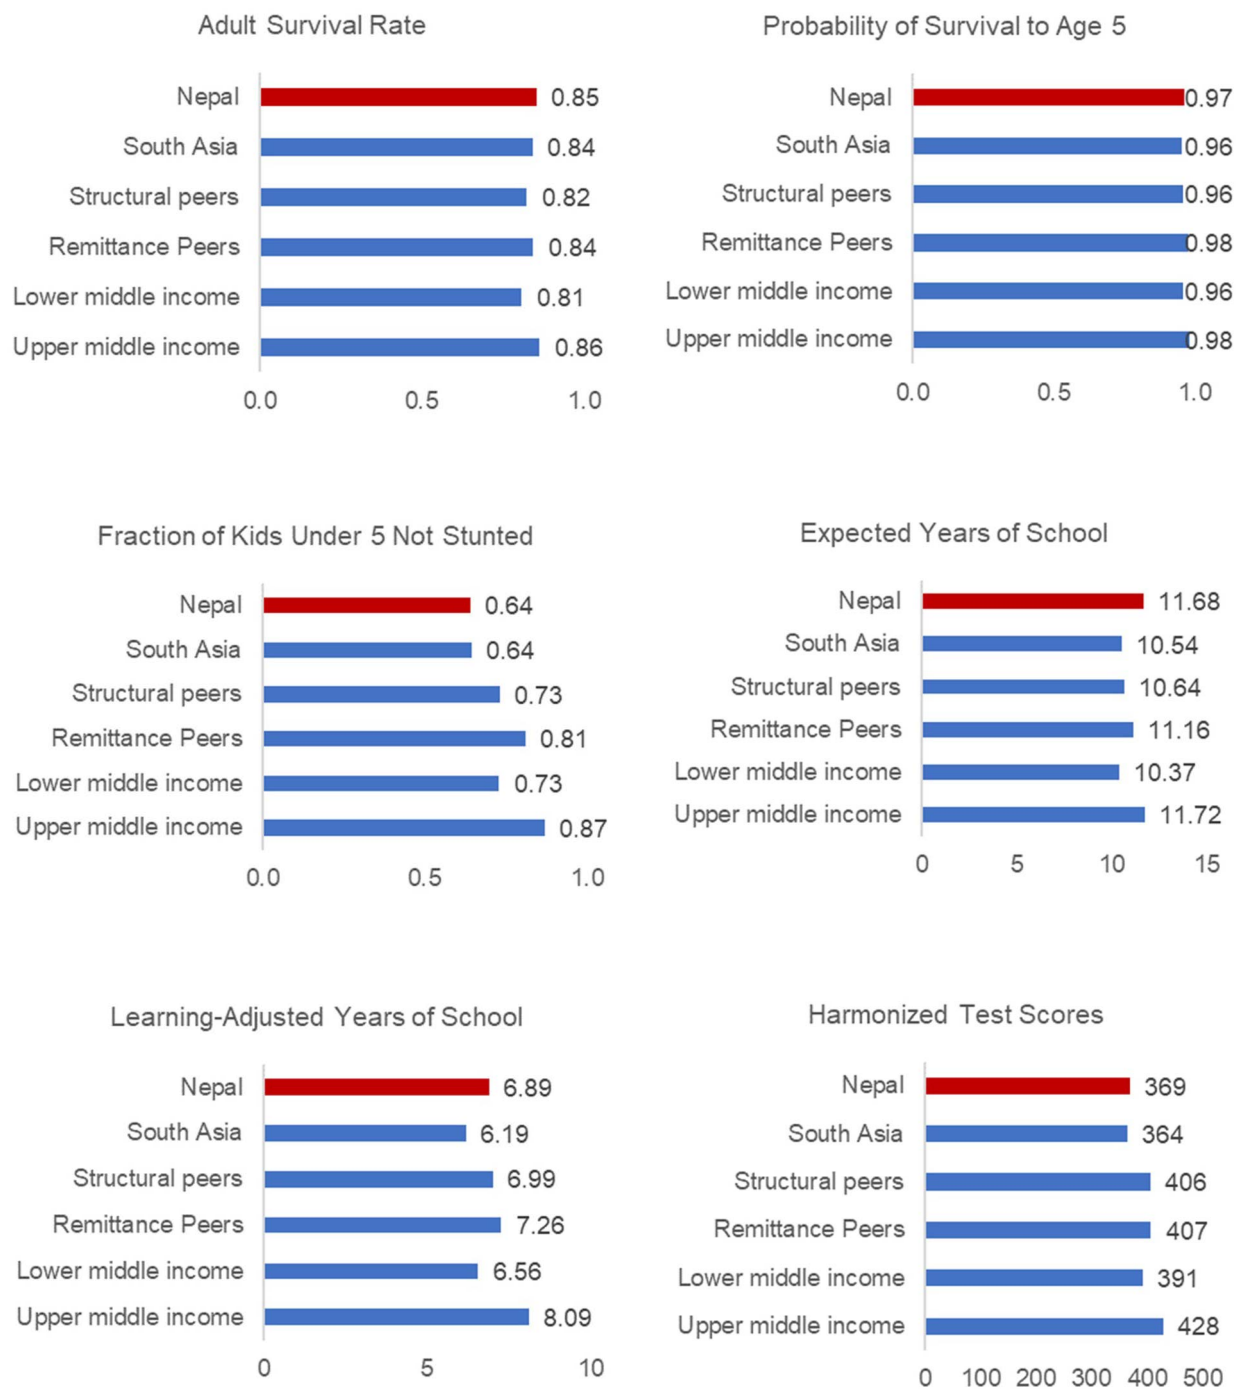 Adult Survival Rate
Nepal 0.85
South Asia 0.84
Structural peers 0.82
Remittance Peers 0.84
Lower middle income 0.81
Upper middle income 0.86
0.0 0.5 1.0
Probability of Survival to Age 5
Nepal 0.97
South Asia 0.96
Structural peers 0.96
Remittance Peers 0.98
Lower middle income 0.96
Upper middle income 0.98
0.0 0.5 1.0
Fraction of Kids Under 5 Not Stunted
Nepal 0.64
South Asia 0.64
Structural peers 0.73
Remittance Peers 0.81
Lower middle income 0.73
Upper middle income 0.87
0.0 0.5 1.0
Expected Years of School
Nepal 11.68
South Asia 10.54
Structural peers 10.64
Remittance Peers 11.16
Lower middle income 10.37
Upper middle income 11.72
0 5 10 15
Learning-Adjusted Years of School
Nepal 6.89
South Asia 6.19
Structural peers 6.99
Remittance Peers 7.26
Lower middle income 6.56
Upper middle income 8.09
0 5 10
Harmonized Test Scores
Nepal 369
South Asia 364
Structural peers 406
Remittance Peers 407
Lower middle income 391
Upper middle income 428
0 100 200 300 400 500